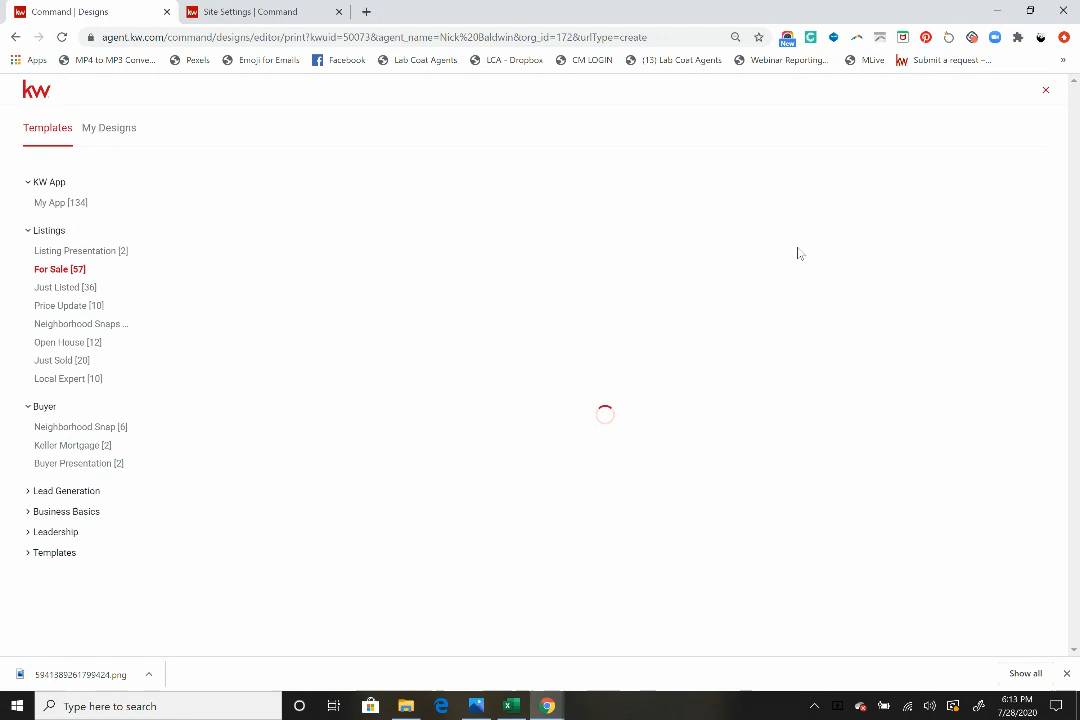 Command | Designs
Site Settings | Command
agent.kw.com/command/designs/editor/print?kwuid=50073&agent_name=Nick%20Baldwin&org_id=172&urlType=create
New
Apps
MP4 to MP3 Conve...
Pexels
Emoji for Emails
Facebook
Lab Coat Agents
LCA - Dropbox
CM LOGIN
(13) Lab Coat Agents
Webinar Reporting...
MLive
kw Submit a request –...
»
kw
Templates
My Designs
KW App
My App [134]
Listings
Listing Presentation [2]
For Sale [57]
Just Listed [36]
Price Update [10]
Neighborhood Snaps ...
Open House [12]
Just Sold [20]
Local Expert [10]
Buyer
Neighborhood Snap [6]
Keller Mortgage [2]
Buyer Presentation [2]
Lead Generation
Business Basics
Leadership
Templates
5941389261799424.png
Show all
Type here to search
6:13 PM
7/28/2020